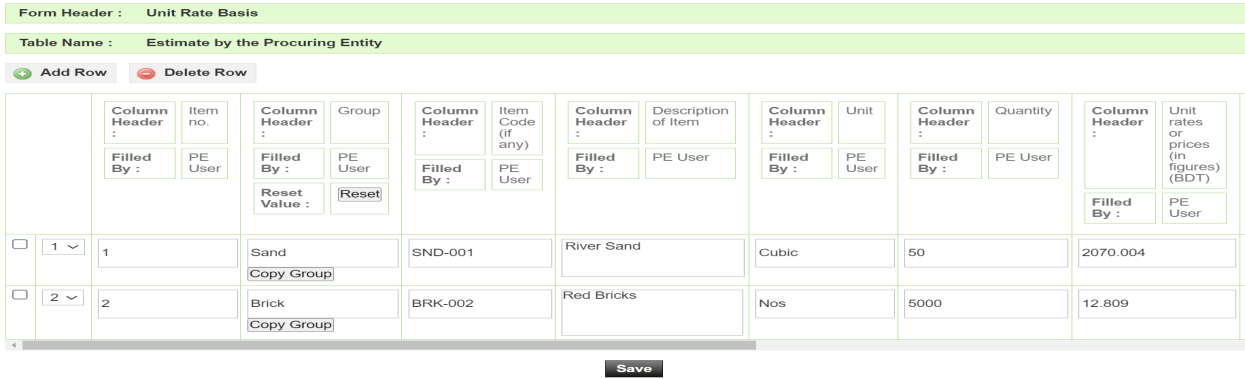 Form Header : Unit Rate Basis
Table Name : Estimate by the Procuring Entity
Add Row Delete Row
Column Header : Item no.
Filled By : PE User
Column Header : Group
Filled By : PE User
Reset Value : Reset
Column Header : Item Code (if any)
Filled By : PE User
Column Header : Description of Item
Filled By : PE User
Column Header : Unit
Filled By : PE User
Column Header : Quantity
Filled By : PE User
Column Header : Unit rates or prices (in figures) (BDT)
Filled By : PE User
1 1 Sand SND-001 River Sand Cubic 50 2070.004
Copy Group
2 2 Brick BRK-002 Red Bricks Nos 5000 12.809
Copy Group
Save